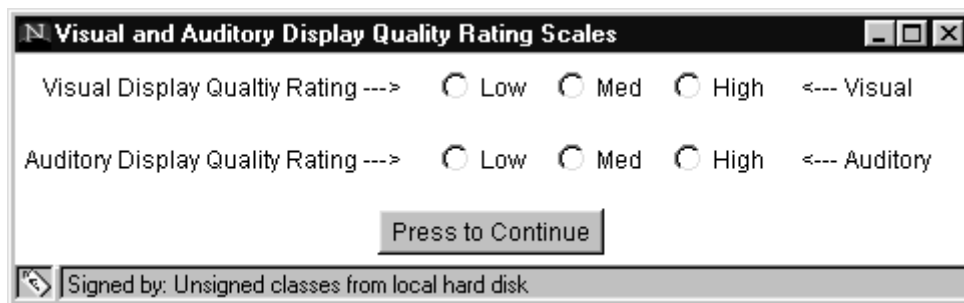 N Visual and Auditory Display Quality Rating Scales
Visual Display Qualtiy Rating ---> Low Med High <--- Visual
Auditory Display Quality Rating ---> Low Med High <--- Auditory
Press to Continue
Signed by: Unsigned classes from local hard disk